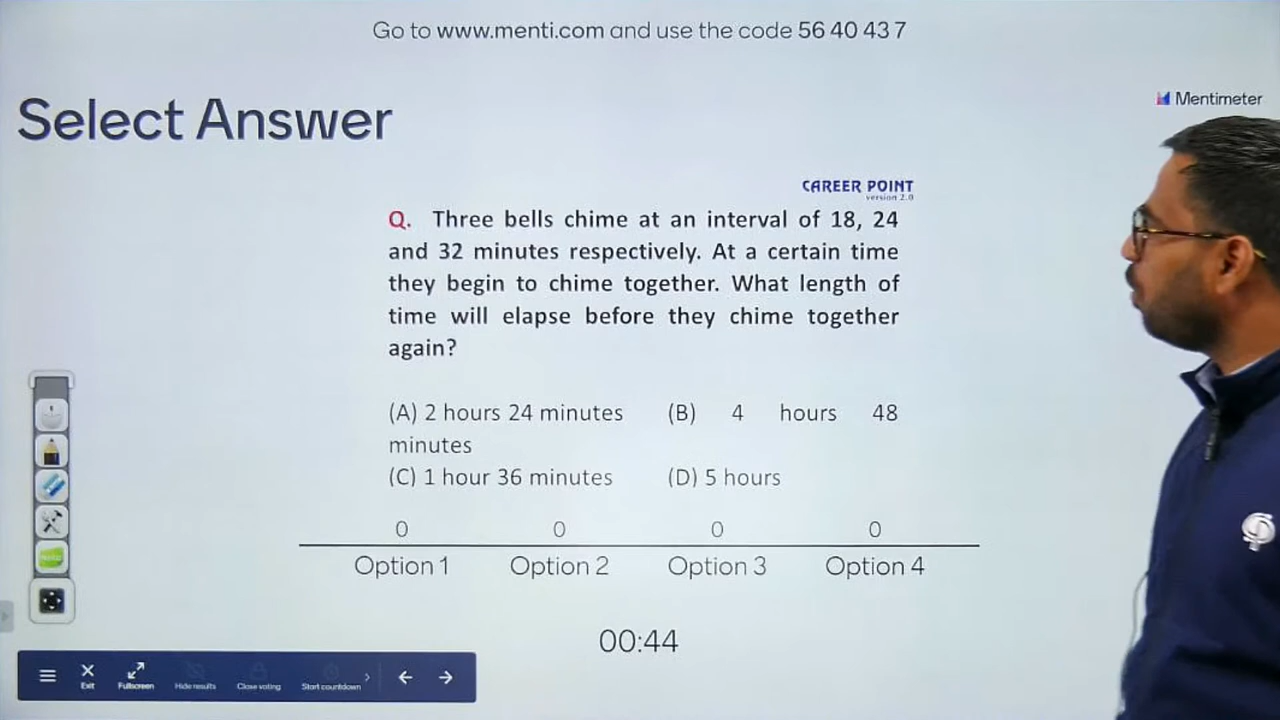 Go to www.menti.com and use the code 56 40 43 7
Select Answer
Mentimeter
CAREER POINT
version 2.0
Q. Three bells chime at an interval of 18, 24
and 32 minutes respectively. At a certain time
they begin to chime together. What length of
time will elapse before they chime together
again?
(A) 2 hours 24 minutes (B) 4 hours 48
minutes
(C) 1 hour 36 minutes (D) 5 hours
0 0 0 0
Option 1 Option 2 Option 3 Option 4
00:44
Exit Fullscreen Hide results Close voting Start countdown